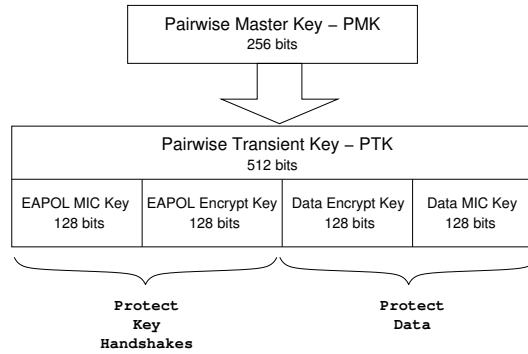 Pairwise Master Key – PMK
256 bits
Pairwise Transient Key – PTK
512 bits
EAPOL MIC Key
128 bits
EAPOL Encrypt Key
128 bits
Data Encrypt Key
128 bits
Data MIC Key
128 bits
Protect
Key
Handshakes
Protect
Data